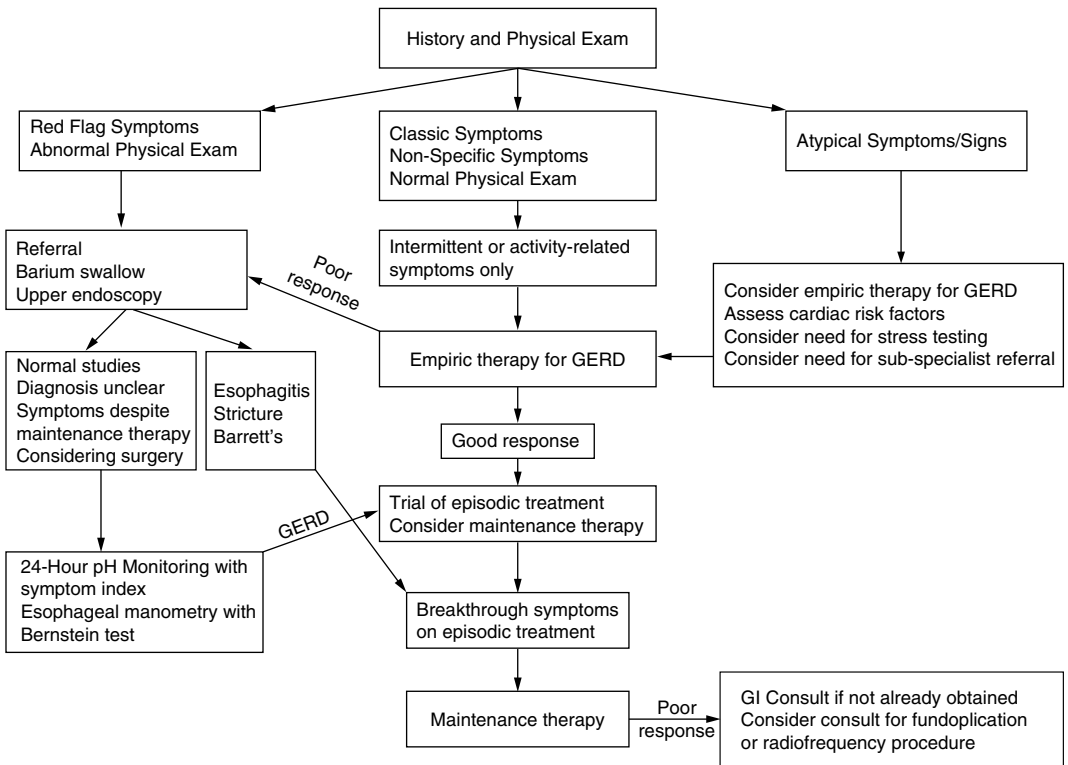 History and Physical Exam
Red Flag Symptoms
Abnormal Physical Exam
Classic Symptoms
Non-Specific Symptoms
Normal Physical Exam
Atypical Symptoms/Signs
Referral
Barium swallow
Upper endoscopy
Poor
response
Intermittent or activity-related
symptoms only
Consider empiric therapy for GERD
Assess cardiac risk factors
Consider need for stress testing
Consider need for sub-specialist referral
Empiric therapy for GERD
Normal studies
Diagnosis unclear
Symptoms despite
maintenance therapy
Considering surgery
Esophagitis
Stricture
Barrett’s
Good response
GERD
Trial of episodic treatment
Consider maintenance therapy
24-Hour pH Monitoring with
symptom index
Esophageal manometry with
Bernstein test
Breakthrough symptoms
on episodic treatment
Maintenance therapy
Poor
response
GI Consult if not already obtained
Consider consult for fundoplication
or radiofrequency procedure